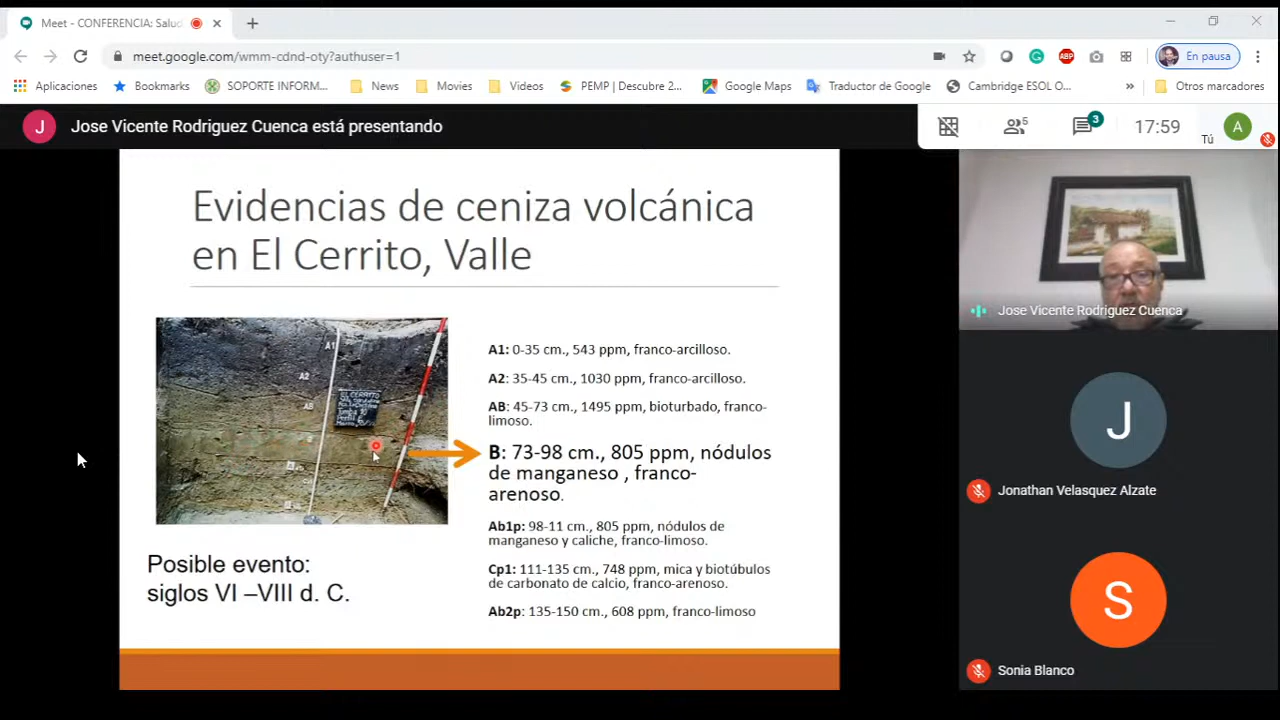 Meet - CONFERENCIA: Salud
meet.google.com/wmm-cdnd-oty?authuser=1
En pausa
Aplicaciones
Bookmarks
SOPORTE INFORM...
News
Movies
Videos
PEMP | Descubre 2...
Google Maps
Traductor de Google
Cambridge ESOL O...
»
Otros marcadores
J
Jose Vicente Rodriguez Cuenca está presentando
5
3
17:59
Tú
A
Evidencias de ceniza volcánica
en El Cerrito, Valle
A1
A2
AB
EL CERRITO
A1: 0-35 cm., 543 ppm, franco-arcilloso.
A2: 35-45 cm., 1030 ppm, franco-arcilloso.
AB: 45-73 cm., 1495 ppm, bioturbado, franco-
limoso.
B: 73-98 cm., 805 ppm, nódulos
de manganeso , franco-
arenoso.
Ab1p: 98-11 cm., 805 ppm, nódulos de
manganeso y caliche, franco-limoso.
Cp1: 111-135 cm., 748 ppm, mica y biotúbulos
de carbonato de calcio, franco-arenoso.
Ab2p: 135-150 cm., 608 ppm, franco-limoso
Posible evento:
siglos VI –VIII d. C.
Jose Vicente Rodriguez Cuenca
J
Jonathan Velasquez Alzate
S
Sonia Blanco